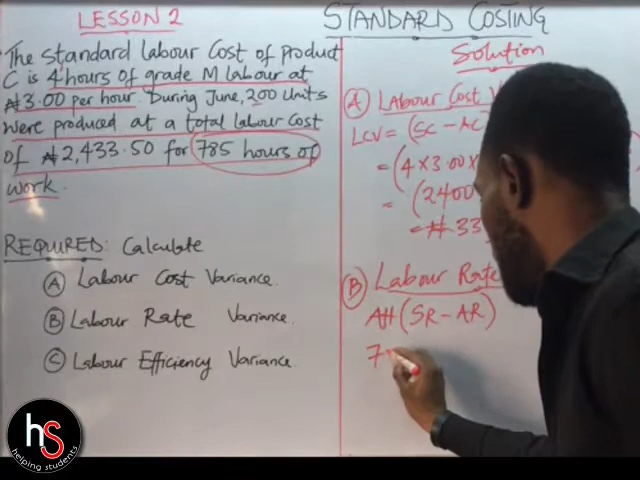 LESSON 2
The standard Labour Cost of product
C is 4 hours of grade M labour at
₦3.00 per hour. During June, 200 Units
Were produced at a total labour Cost
of ₦2,433.50 for 785 hours of
work.
REQUIRED: Calculate
A Labour Cost Variance.
B Labour Rate Variance.
C Labour Efficiency Variance.
STANDARD COSTING
Solution
A Labour Cost
LCV = (SC - AC)
= (4 x 3.00 x
= (2400
= ₦33
B Labour Rate
AH (SR - AR)
7
hs
helping students